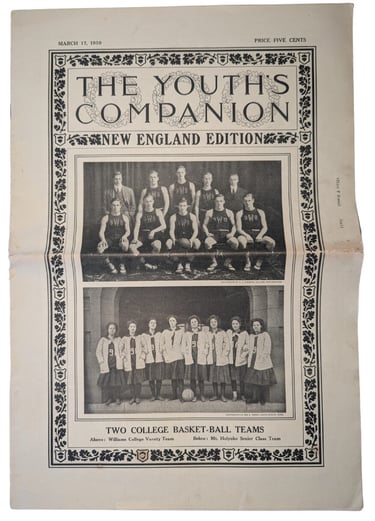 MARCH 17, 1910
PRICE FIVE CENTS
THE YOUTH'S
COMPANION
NEW ENGLAND EDITION
TWO COLLEGE BASKET-BALL TEAMS
Above: Williams College Varsity Team
Below: Mt. Holyoke Senior Class Team